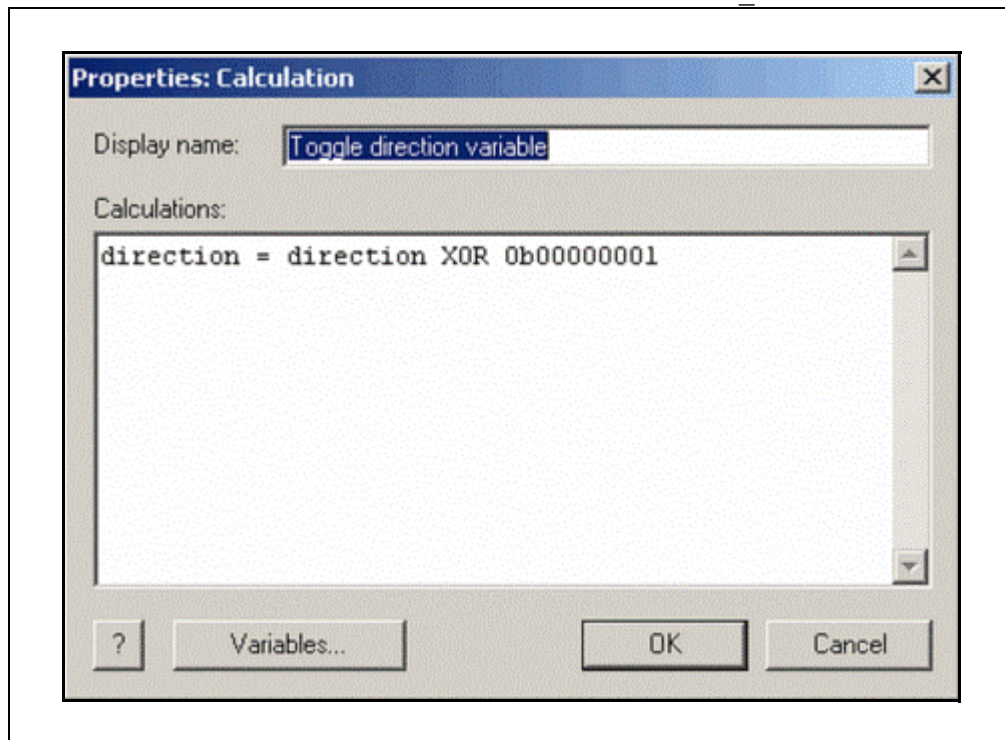 Properties: Calculation
Display name: Toggle direction variable
Calculations:
direction = direction XOR 0b00000001
? Variables... OK Cancel